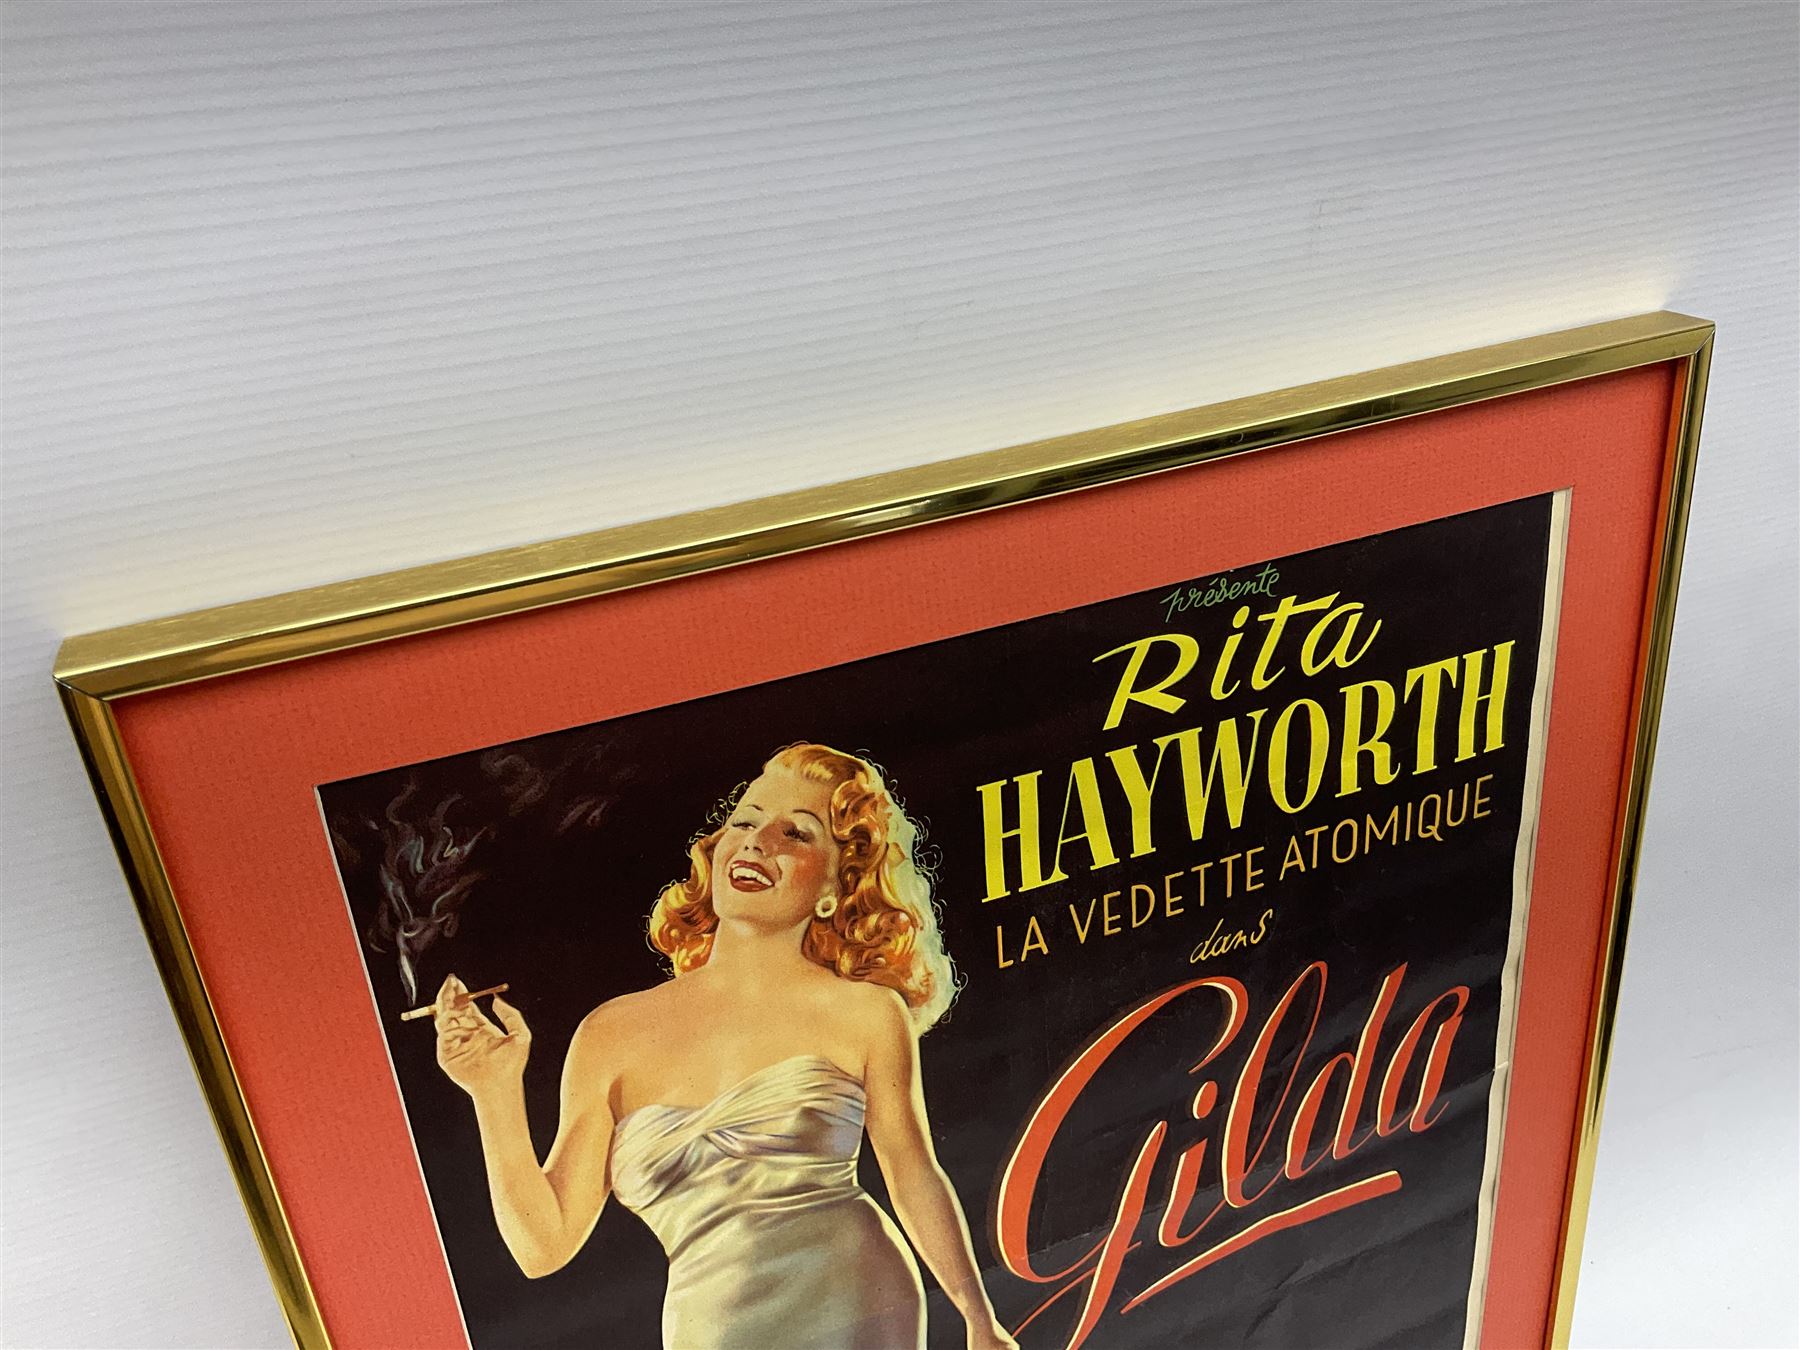 présente
Rita
HAYWORTH
LA VEDETTE ATOMIQUE
dans
Gilda